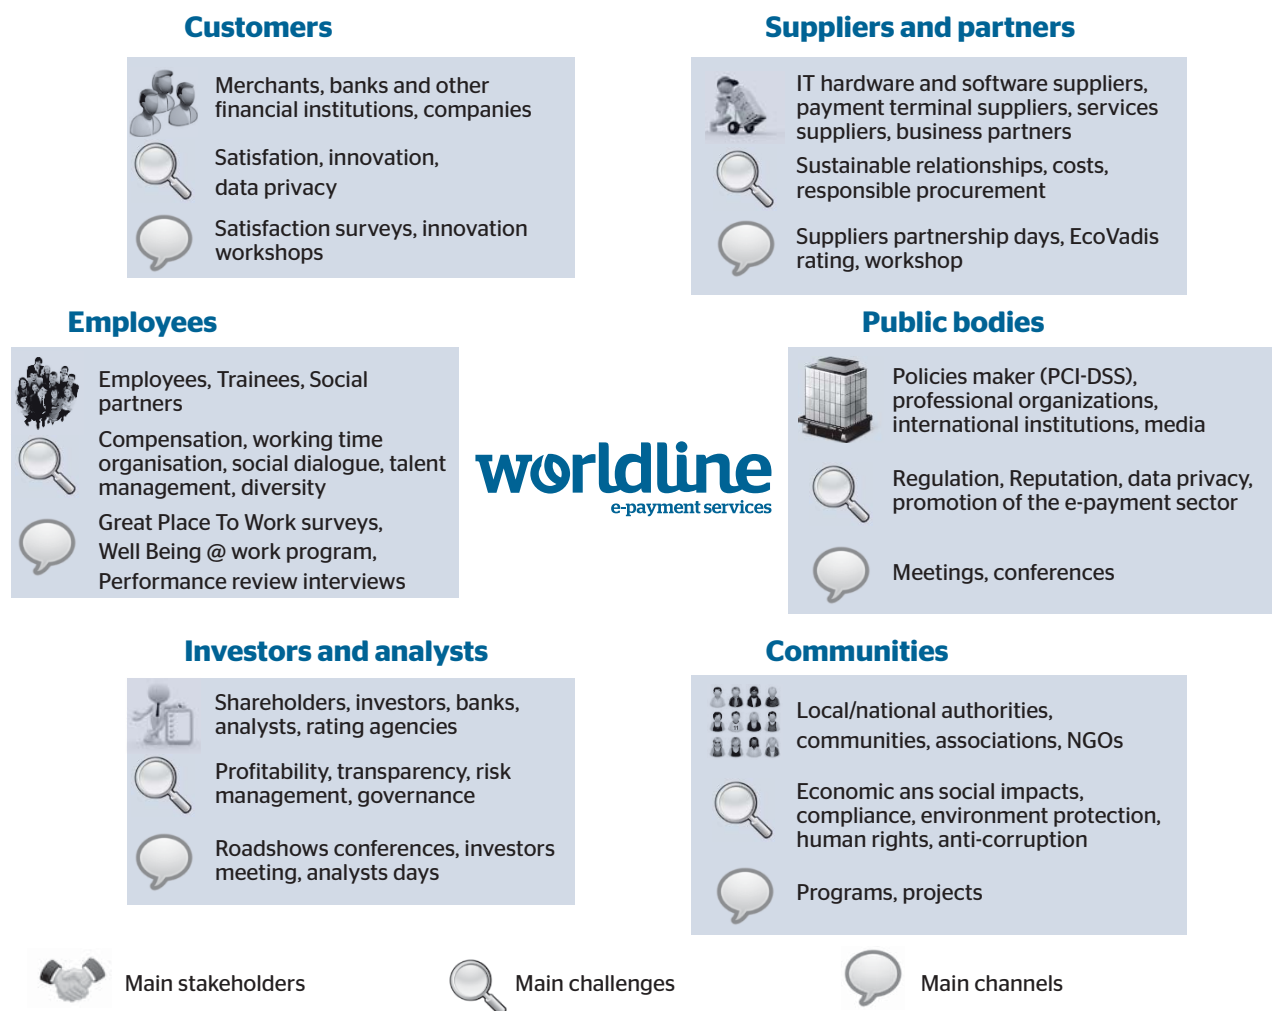 Customers
Merchants, banks and other
financial institutions, companies
Satisfation, innovation,
data privacy
Satisfaction surveys, innovation
workshops
Suppliers and partners
IT hardware and software suppliers,
payment terminal suppliers, services
suppliers, business partners
Sustainable relationships, costs,
responsible procurement
Suppliers partnership days, EcoVadis
rating, workshop
Employees
Employees, Trainees, Social
partners
Compensation, working time
organisation, social dialogue, talent
management, diversity
Great Place To Work surveys,
Well Being @ work program,
Performance review interviews
worldline
e-payment services
Public bodies
Policies maker (PCI-DSS),
professional organizations,
international institutions, media
Regulation, Reputation, data privacy,
promotion of the e-payment sector
Meetings, conferences
Investors and analysts
Shareholders, investors, banks,
analysts, rating agencies
Profitability, transparency, risk
management, governance
Roadshows conferences, investors
meeting, analysts days
Communities
Local/national authorities,
communities, associations, NGOs
Economic ans social impacts,
compliance, environment protection,
human rights, anti-corruption
Programs, projects
Main stakeholders
Main challenges
Main channels